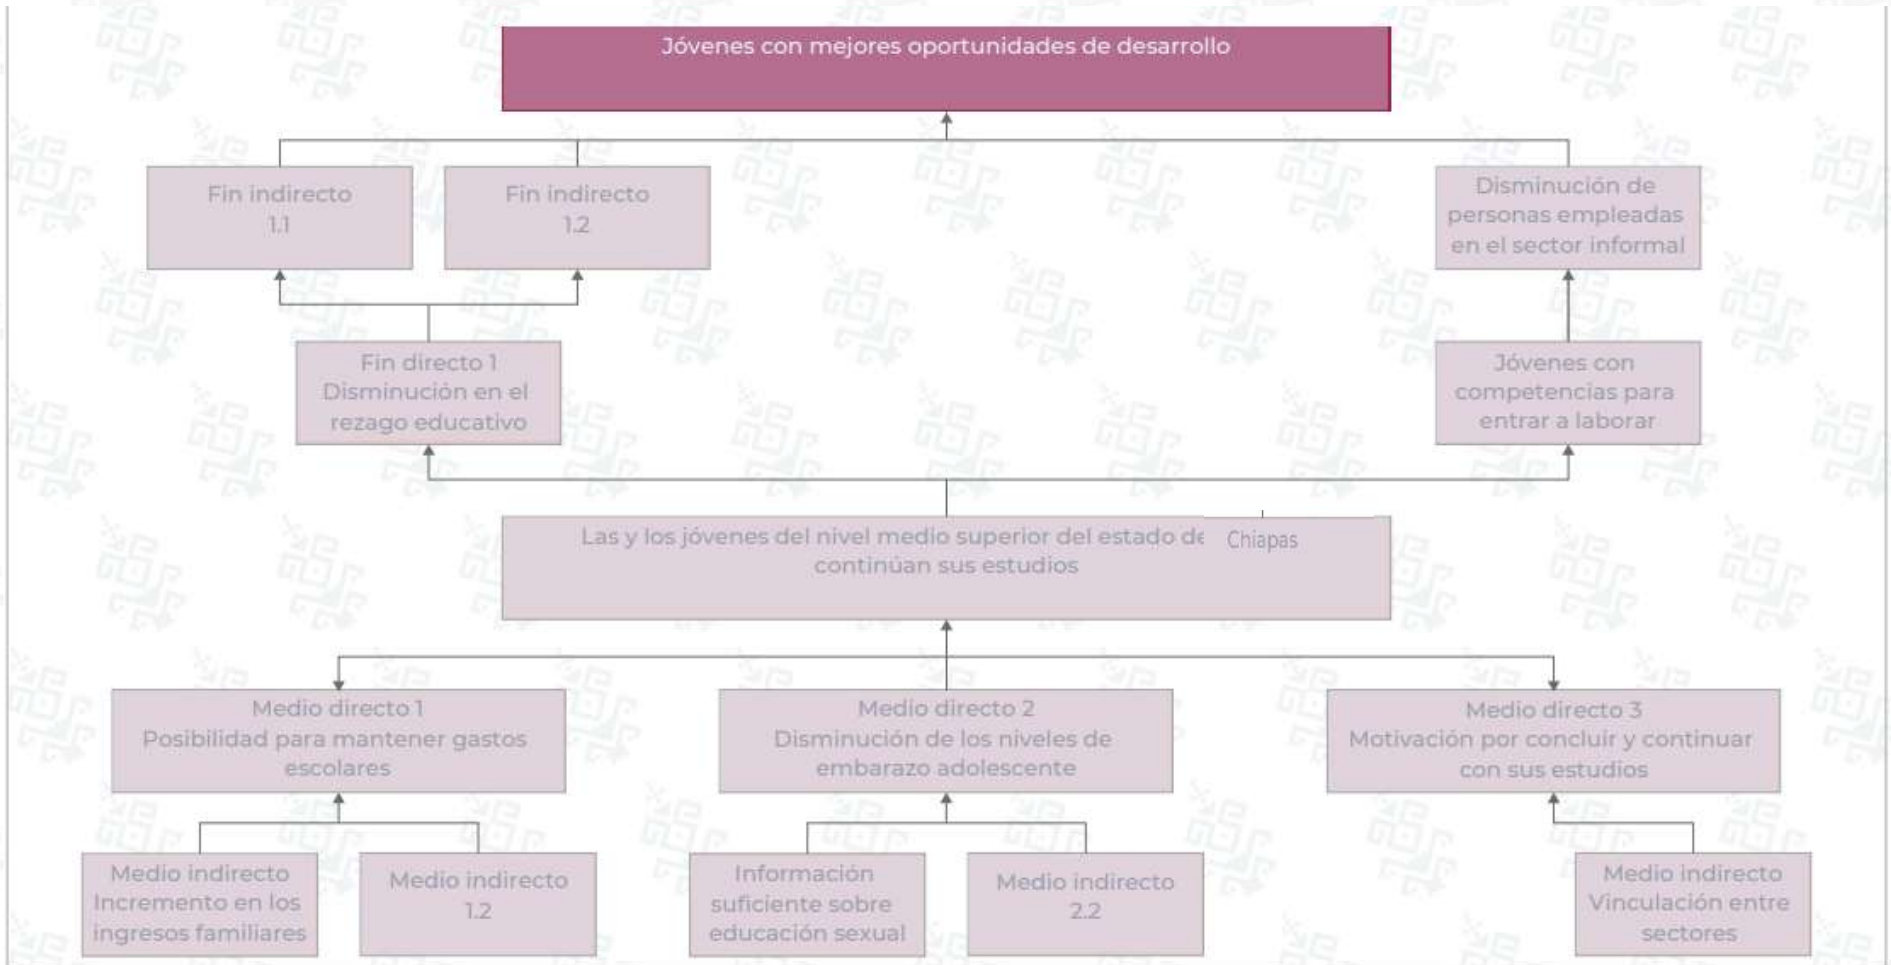 Jóvenes con mejores oportunidades de desarrollo
Fin indirecto
1.1
Fin indirecto
1.2
Disminución de
personas empleadas
en el sector informal
Fin directo 1
Disminución en el
rezago educativo
Jóvenes con
competencias para
entrar a laborar
Las y los jóvenes del nivel medio superior del estado de Chiapas
continúan sus estudios
Medio directo 1
Posibilidad para mantener gastos
escolares
Medio directo 2
Disminución de los niveles de
embarazo adolescente
Medio directo 3
Motivación por concluir y continuar
con sus estudios
Medio indirecto
Incremento en los
ingresos familiares
Medio indirecto
1.2
Información
suficiente sobre
educación sexual
Medio indirecto
2.2
Medio indirecto
Vinculación entre
sectores